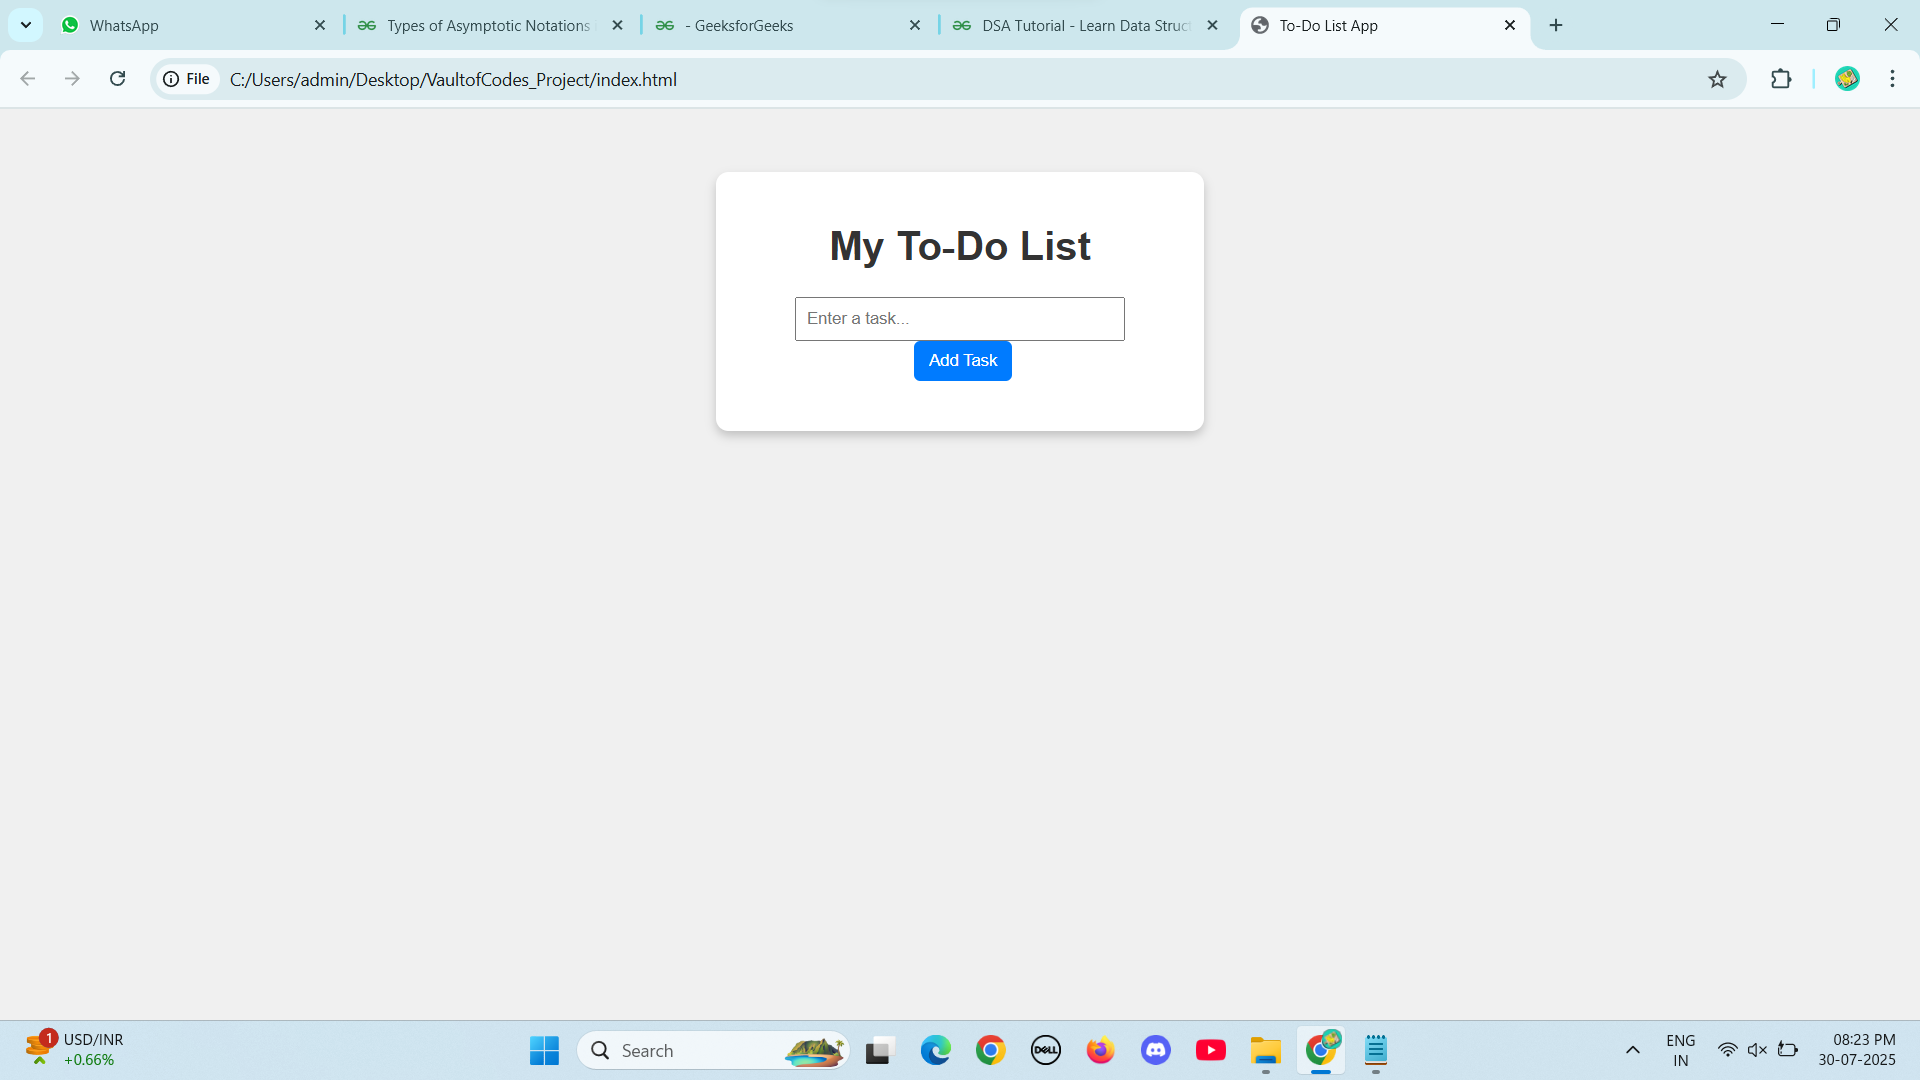 WhatsApp
Types of Asymptotic Notations
- GeeksforGeeks
DSA Tutorial - Learn Data Struct
To-Do List App
File
C:/Users/admin/Desktop/VaultofCodes_Project/index.html
My To-Do List
Enter a task...
Add Task
1
USD/INR
+0.66%
Search
DELL
ENG
IN
08:23 PM
30-07-2025